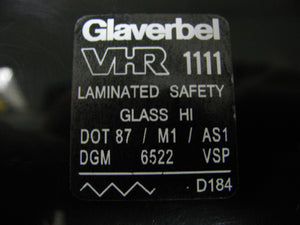 Glaverbel
VHR 1111
LAMINATED SAFETY
GLASS HI
DOT 87 / M1 / AS1
DGM 6522 VSP
D184